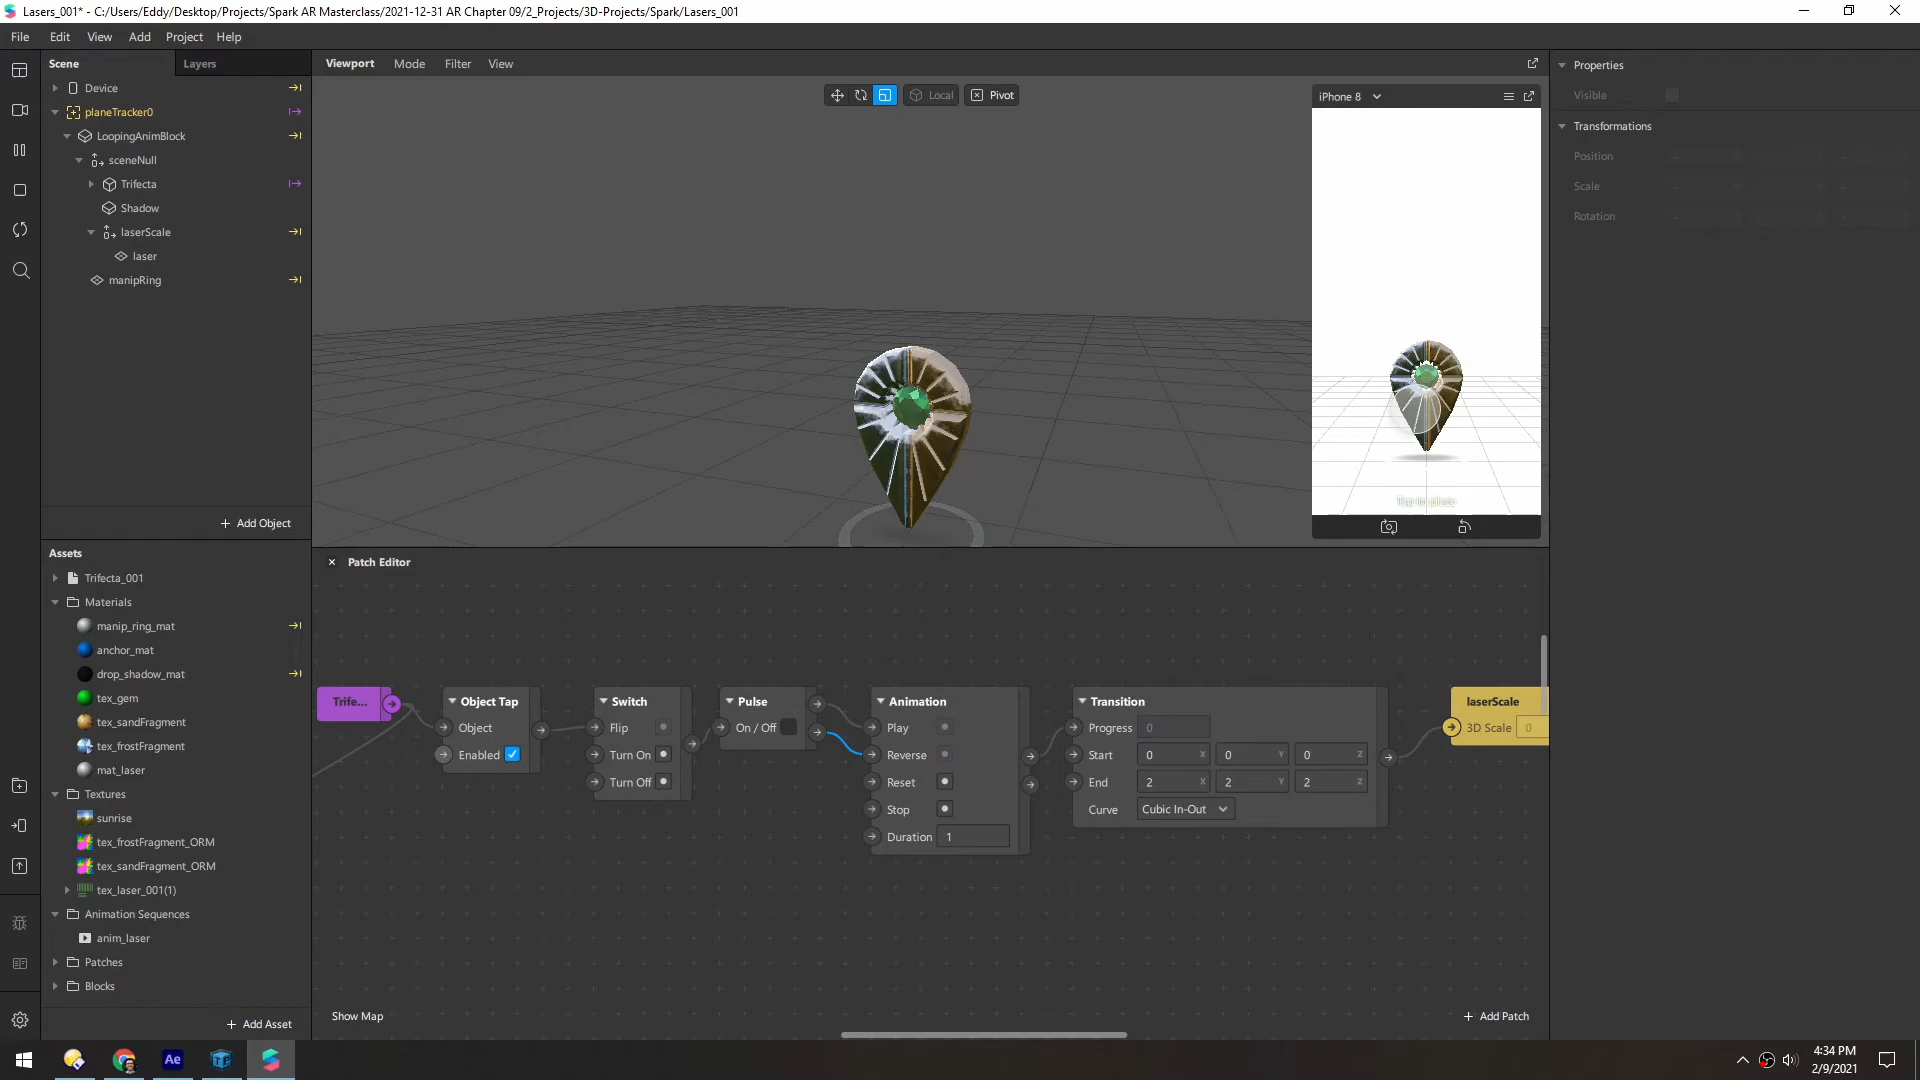 Lasers_001* - C:/Users/Eddy/Desktop/Projects/Spark AR Masterclass/2021-12-31 AR Chapter 09/2_Projects/3D-Projects/Spark/Lasers_001
File Edit View Add Project Help
Scene Layers
Device
planeTracker0
LoopingAnimBlock
sceneNull
Trifecta
Shadow
laserScale
laser
manipRing
+ Add Object
Assets
Trifecta_001
Materials
manip_ring_mat
anchor_mat
drop_shadow_mat
tex_gem
tex_sandFragment
tex_frostFragment
mat_laser
Textures
sunrise
tex_frostFragment_ORM
tex_sandFragment_ORM
tex_laser_001(1)
Animation Sequences
anim_laser
Patches
Blocks
+ Add Asset
Viewport Mode Filter View
Local Pivot
iPhone 8
Tap to place
Properties
Visible
Transformations
Position
Scale
Rotation
Patch Editor
Trife...
Object Tap
Object
Enabled
Switch
Flip
Turn On
Turn Off
Pulse
On / Off
Animation
Play
Reverse
Reset
Stop
Duration 1
Transition
Progress 0
Start 0 X 0 Y 0 Z
End 2 X 2 Y 2 Z
Curve Cubic In-Out
laserScale
3D Scale 0
Show Map
+ Add Patch
Ae
4:34 PM
2/9/2021